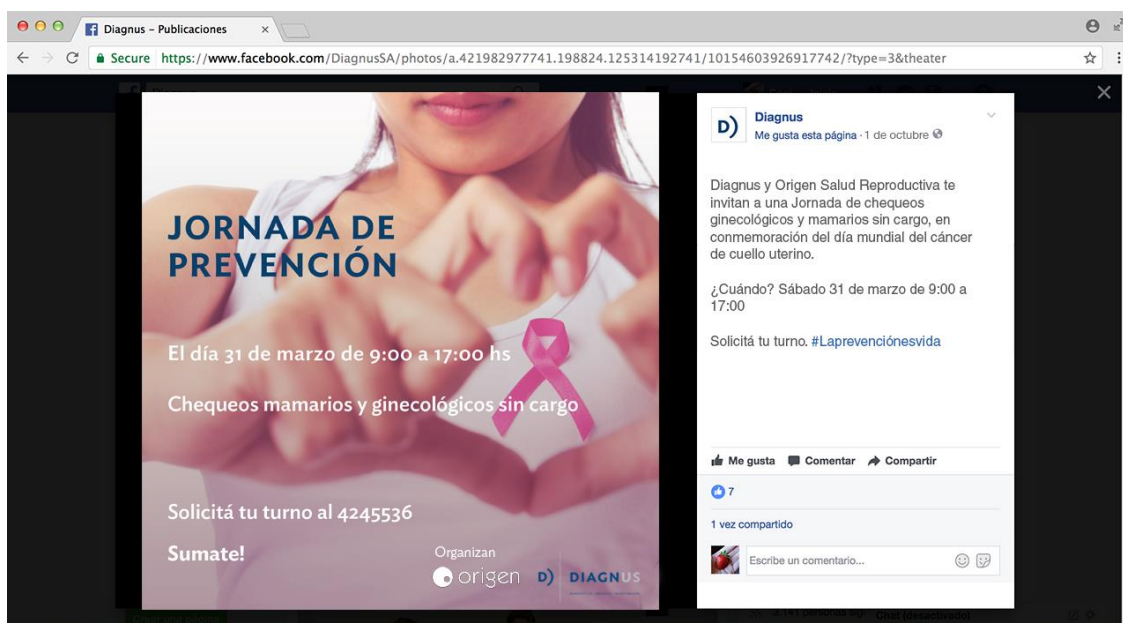 Diagnus – Publicaciones
Secure https://www.facebook.com/DiagnusSA/photos/a.421982977741.198824.125314192741/10154603926917742/?type=3&theater
JORNADA DE
PREVENCIÓN
El día 31 de marzo de 9:00 a 17:00 hs
Chequeos mamarios y ginecológicos sin cargo
Solicitá tu turno al 4245536
Sumate!
Organizan
origen D) DIAGNUS
D)
Diagnus
Me gusta esta página · 1 de octubre
Diagnus y Origen Salud Reproductiva te
invitan a una Jornada de chequeos
ginecológicos y mamarios sin cargo, en
conmemoración del día mundial del cáncer
de cuello uterino.
¿Cuándo? Sábado 31 de marzo de 9:00 a
17:00
Solicitá tu turno. #Laprevenciónesvida
Me gusta Comentar Compartir
7
1 vez compartido
Escribe un comentario...
Chat (desactivado)